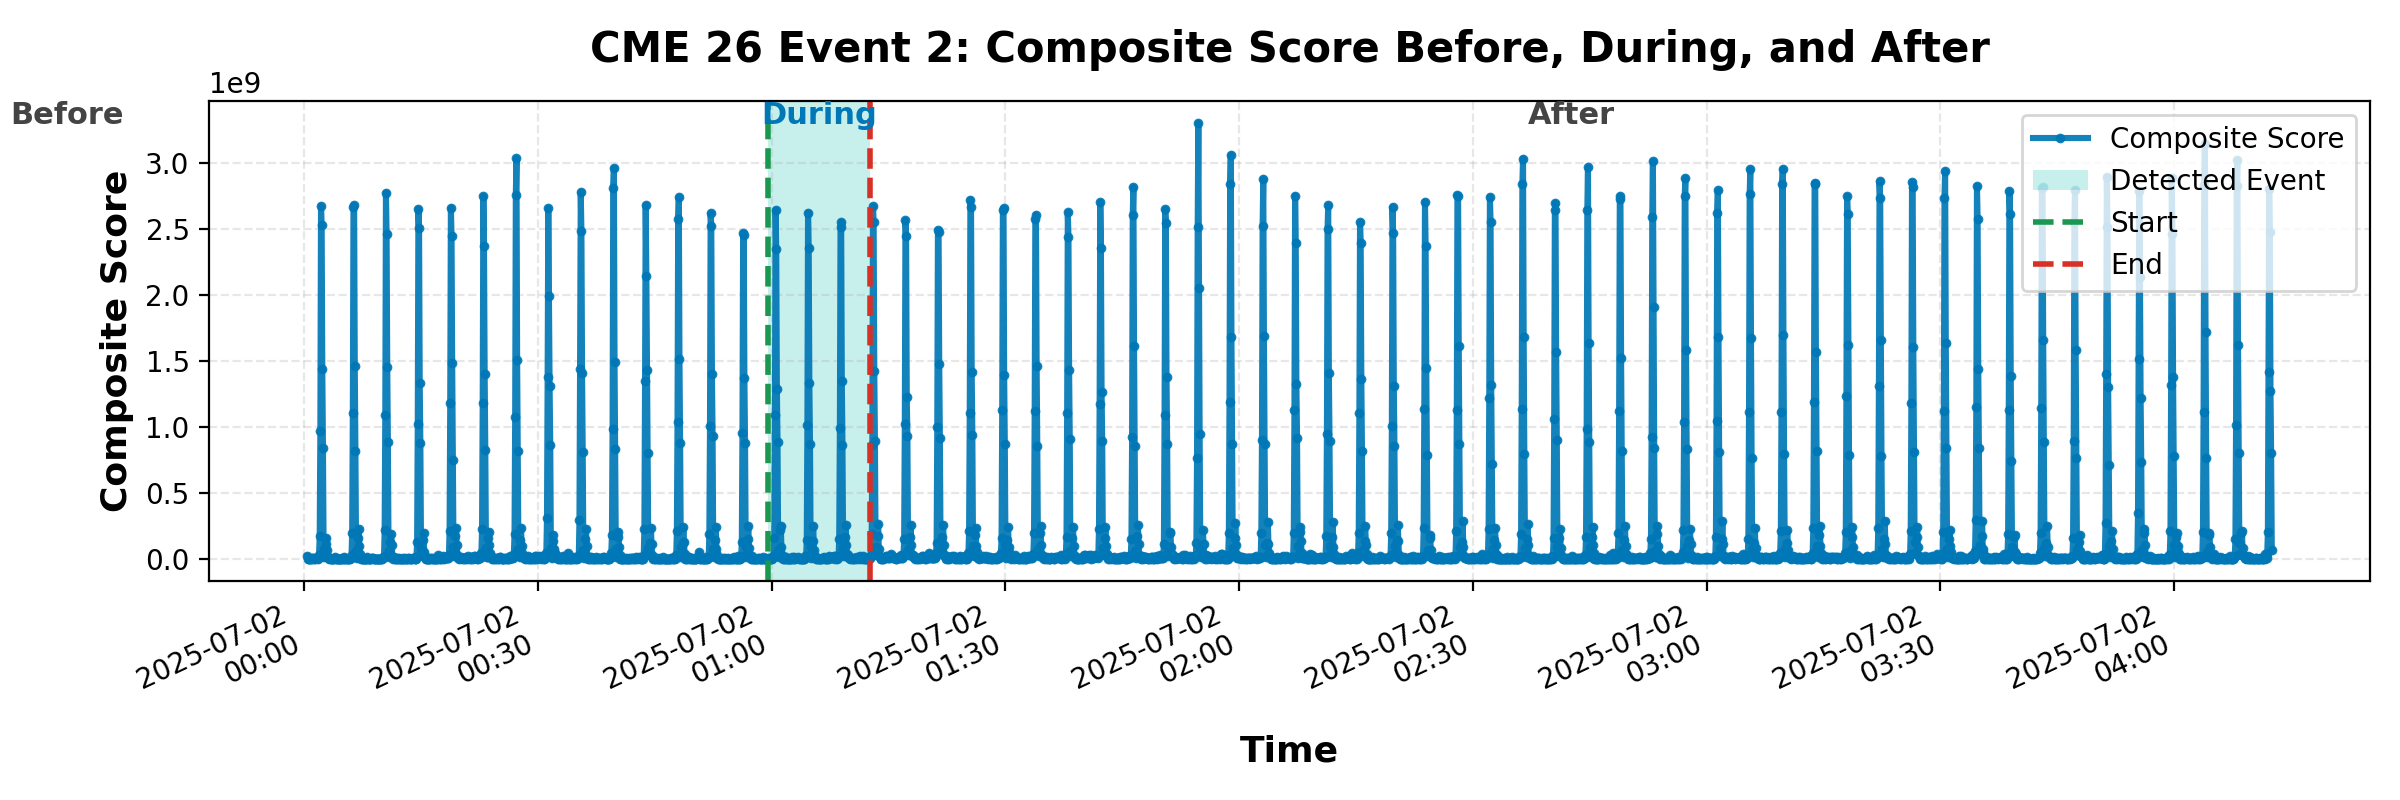 CME 26 Event 2: Composite Score Before, During, and After
1e9
Before
During
After
Composite Score
Detected Event
Start
End
Composite Score
3.0
2.5
2.0
1.5
1.0
0.5
0.0
2025-07-02
00:00
2025-07-02
00:30
2025-07-02
01:00
2025-07-02
01:30
2025-07-02
02:00
2025-07-02
02:30
2025-07-02
03:00
2025-07-02
03:30
2025-07-02
04:00
Time